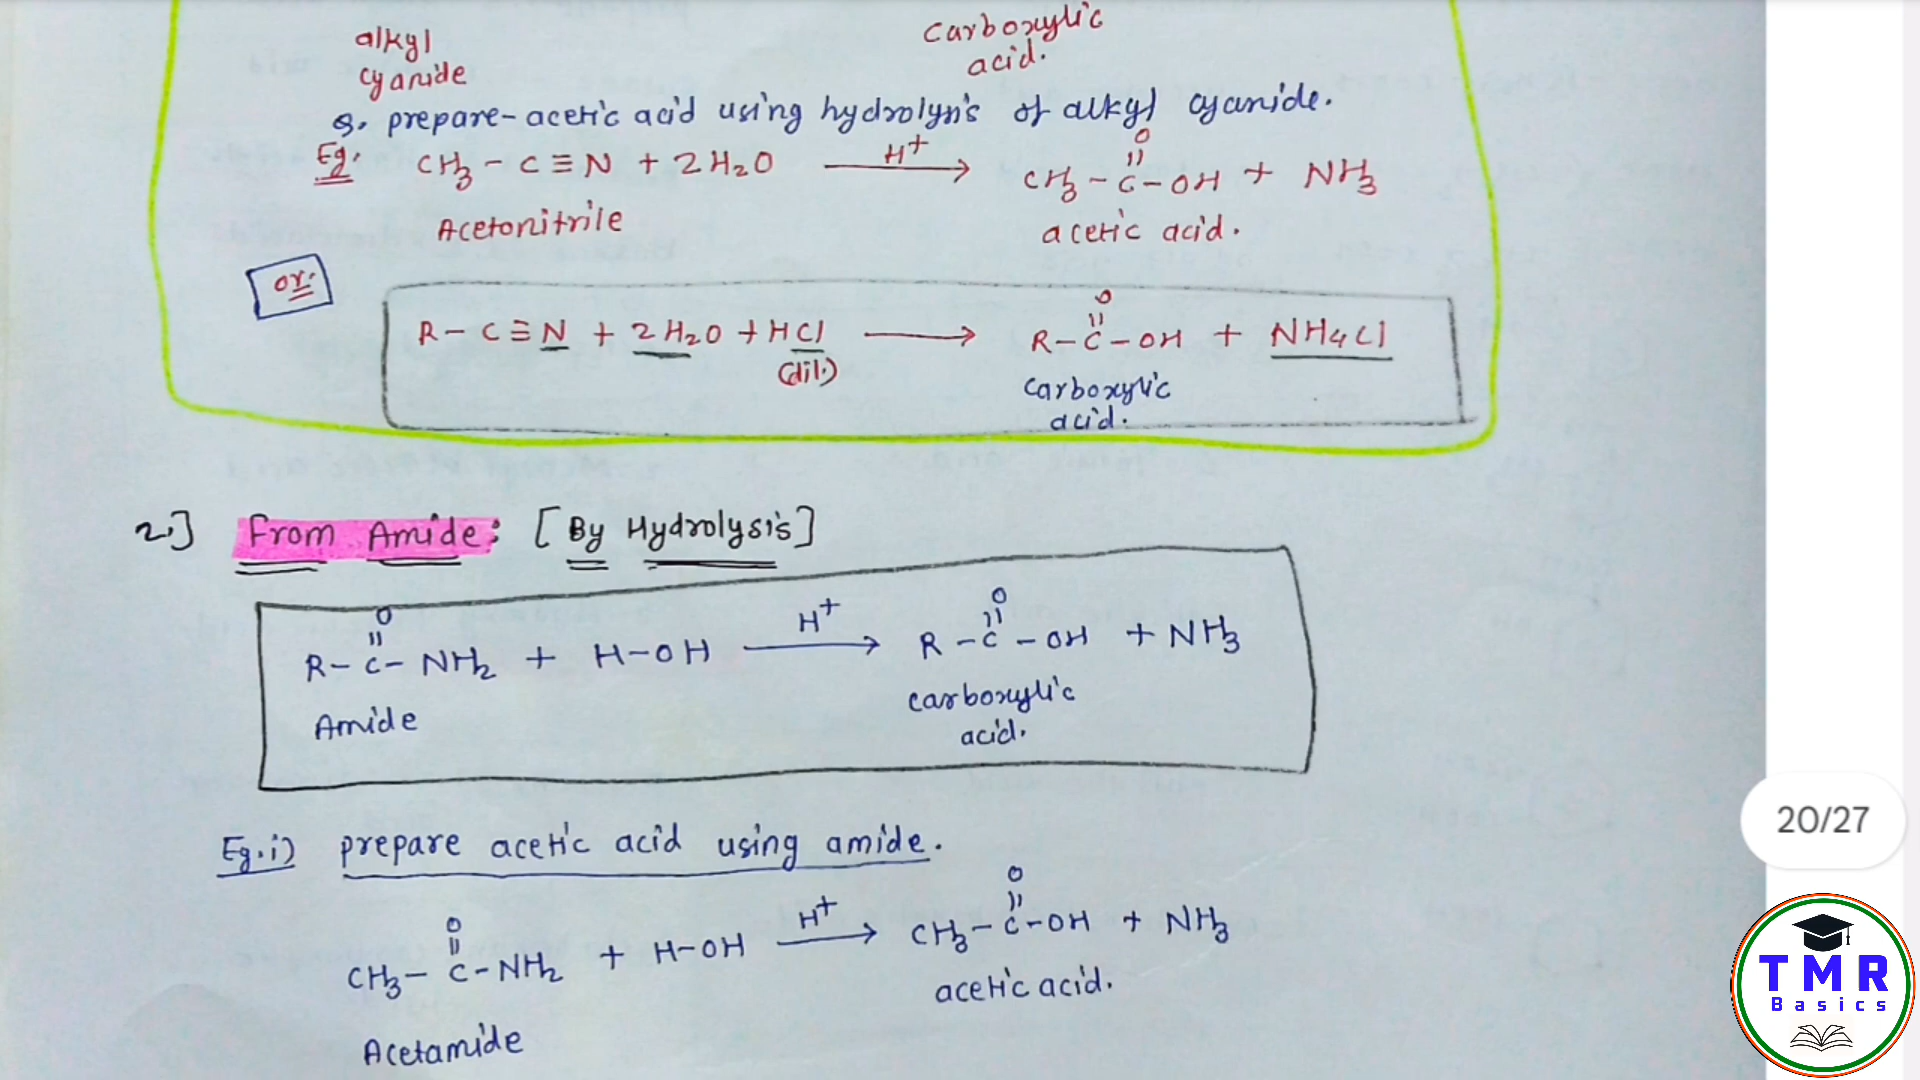 alkyl
cyanide
Carboxylic
acid.
Q. prepare-acetic acid using hydrolysis of alkyl cyanide.
Eg. CH3 - C ≡ N + 2H2O H+ → CH3 - C - OH + NH3
O
||
Acetonitrile
acetic acid.
or.
O
||
R - C ≡ N + 2H2O + HCl → R - C - OH + NH4Cl
(dil.)
carboxylic
acid.
2.] From Amide: [By Hydrolysis]
O
||
R - C - NH2 + H-OH H+ → R - C - OH + NH3
O
||
Amide
carboxylic
acid.
Eg.i) prepare acetic acid using amide.
O
||
CH3 - C - NH2 + H-OH H+ → CH3 - C - OH + NH3
O
||
Acetamide
acetic acid.
20/27
TMR
Basics